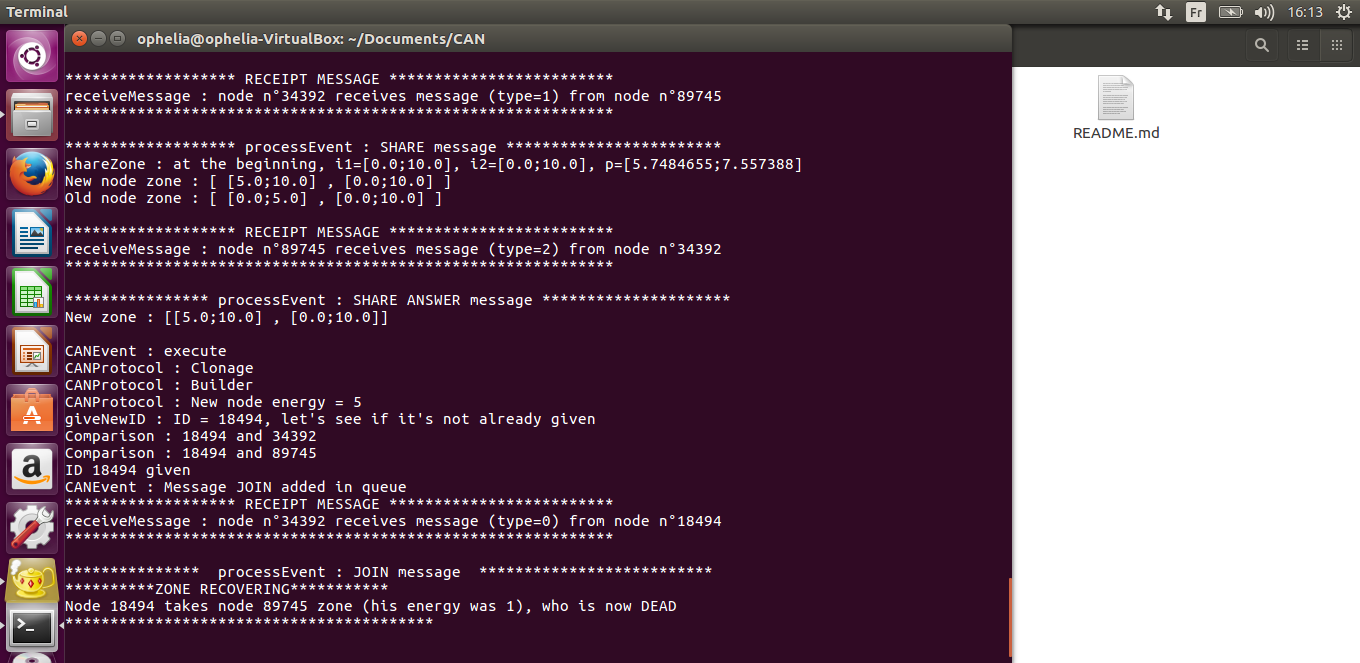 Terminal
Fr
16:13
ophelia@ophelia-VirtualBox: ~/Documents/CAN
******************* RECEIPT MESSAGE *************************
receiveMessage : node n°34392 receives message (type=1) from node n°89745
*************************************************************
******************* processEvent : SHARE message ************************
shareZone : at the beginning, i1=[0.0;10.0], i2=[0.0;10.0], p=[5.7484655;7.557388]
New node zone : [ [5.0;10.0] , [0.0;10.0] ]
Old node zone : [ [0.0;5.0] , [0.0;10.0] ]
******************* RECEIPT MESSAGE *************************
receiveMessage : node n°89745 receives message (type=2) from node n°34392
*************************************************************
**************** processEvent : SHARE ANSWER message *********************
New zone : [[5.0;10.0] , [0.0;10.0]]
CANEvent : execute
CANProtocol : Clonage
CANProtocol : Builder
CANProtocol : New node energy = 5
giveNewID : ID = 18494, let's see if it's not already given
Comparison : 18494 and 34392
Comparison : 18494 and 89745
ID 18494 given
CANEvent : Message JOIN added in queue
******************* RECEIPT MESSAGE *************************
receiveMessage : node n°34392 receives message (type=0) from node n°18494
*************************************************************
***************  processEvent : JOIN message  **************************
**********ZONE RECOVERING***********
Node 18494 takes node 89745 zone (his energy was 1), who is now DEAD
*****************************************
README.md